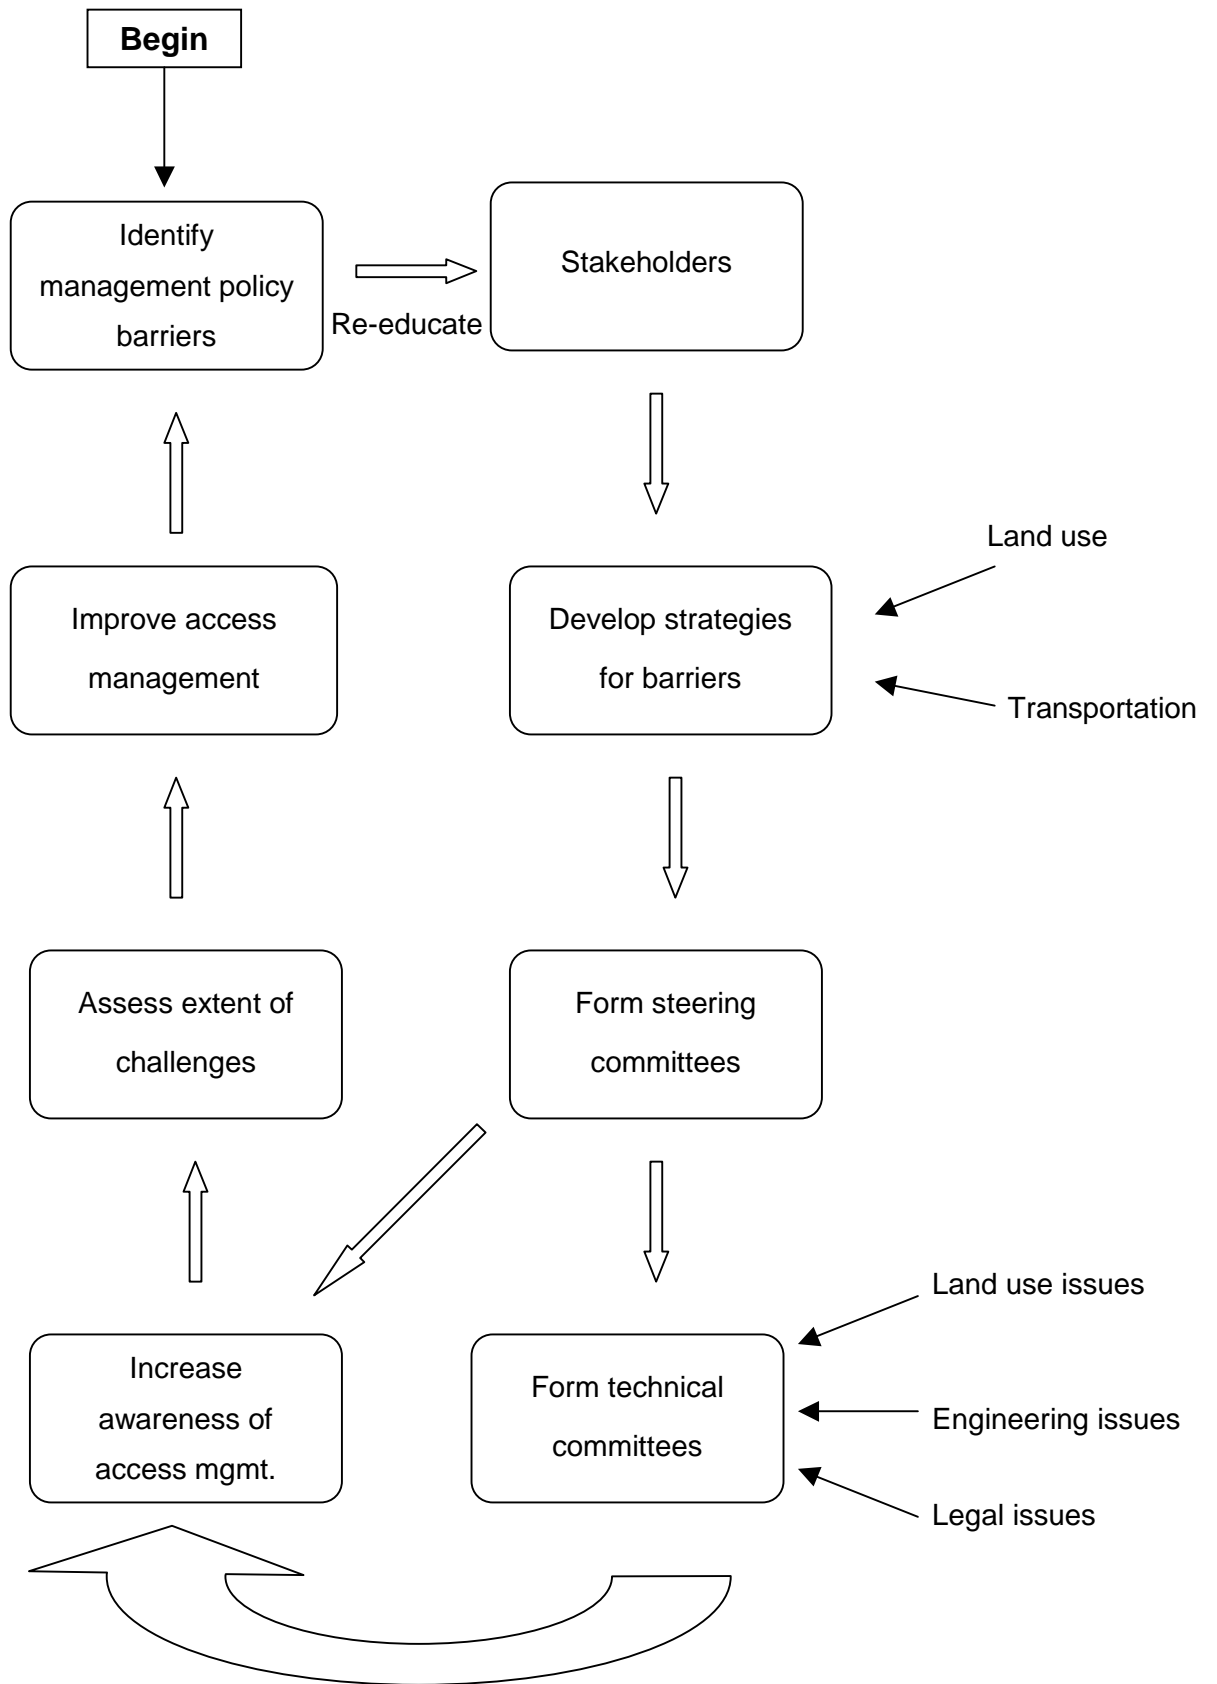 Begin
Identify
management policy
barriers
Re-educate
Stakeholders
Land use
Improve access
management
Develop strategies
for barriers
Transportation
Assess extent of
challenges
Form steering
committees
Land use issues
Increase
awareness of
access mgmt.
Form technical
committees
Engineering issues
Legal issues